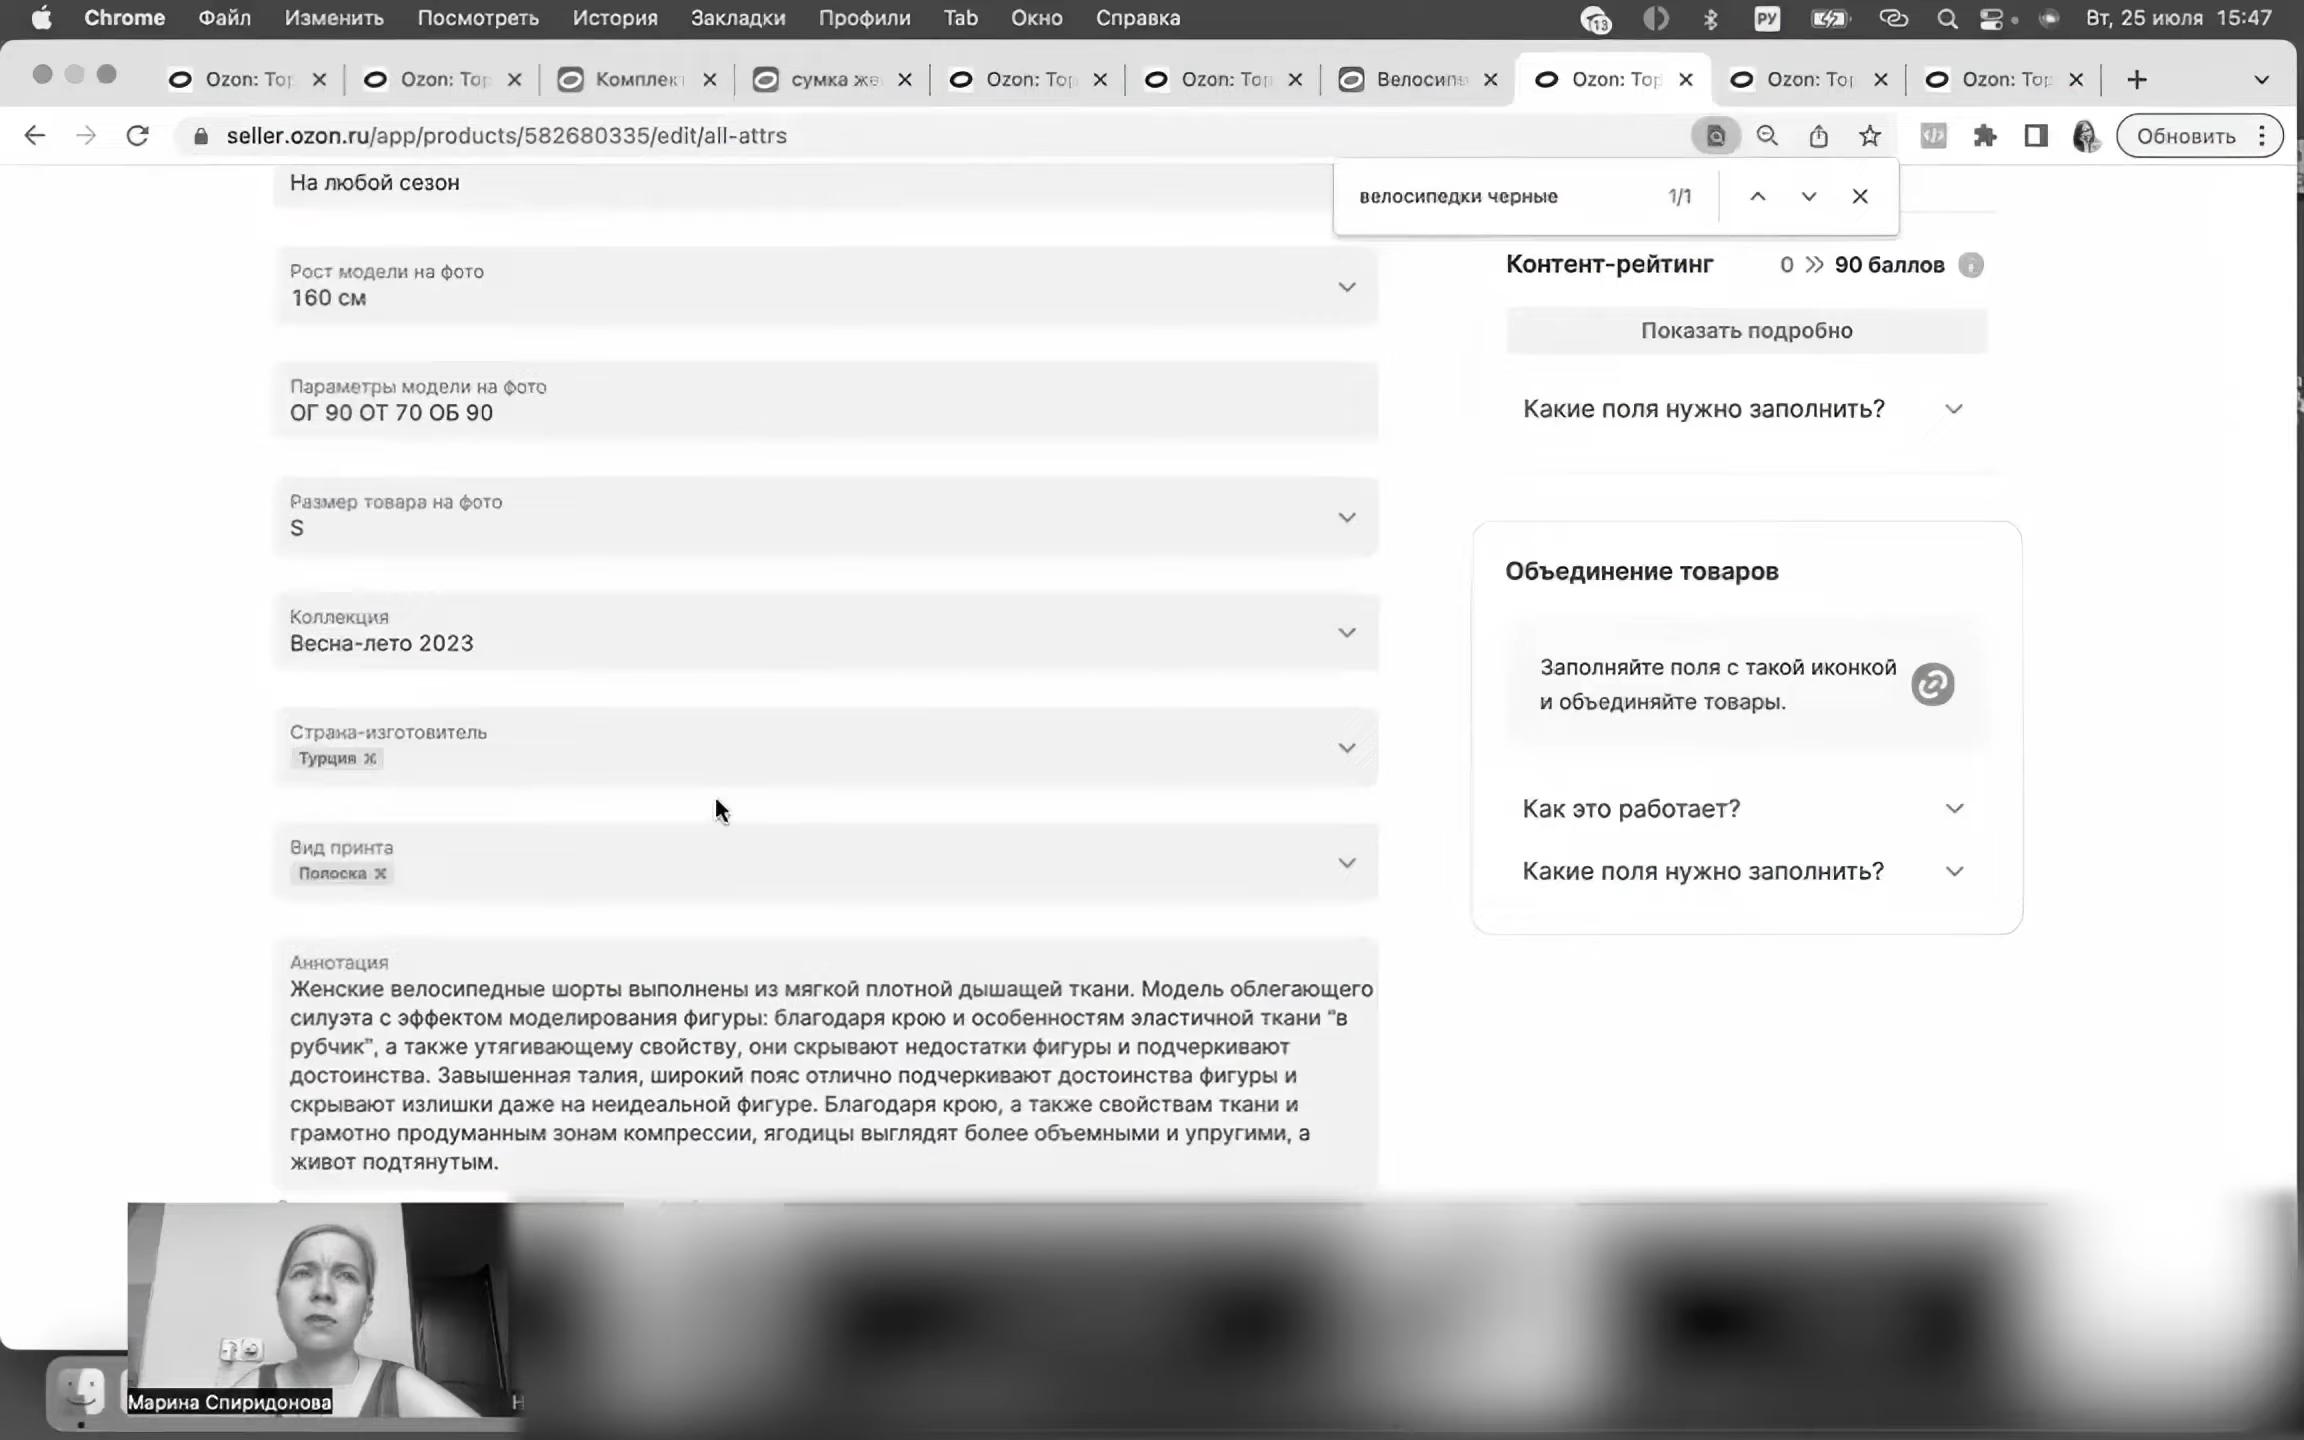 Chrome Файл Изменить Посмотреть История Закладки Профили Tab Окно Справка 13 РУ Вт, 25 июля 15:47
Ozon: Тор Ozon: Тор Комплект сумка же Ozon: Тор Ozon: Тор Велосипе Ozon: Тор Ozon: Тор Ozon: Тор
seller.ozon.ru/app/products/582680335/edit/all-attrs Обновить
велосипедки черные 1/1
На любой сезон
Рост модели на фото
160 см
Параметры модели на фото
ОГ 90 ОТ 70 ОБ 90
Размер товара на фото
S
Коллекция
Весна-лето 2023
Страна-изготовитель
Турция
Вид принта
Полоска
Аннотация
Женские велосипедные шорты выполнены из мягкой плотной дышащей ткани. Модель облегающего
силуэта с эффектом моделирования фигуры: благодаря крою и особенностям эластичной ткани "в
рубчик", а также утягивающему свойству, они скрывают недостатки фигуры и подчеркивают
достоинства. Завышенная талия, широкий пояс отлично подчеркивают достоинства фигуры и
скрывают излишки даже на неидеальной фигуре. Благодаря крою, а также свойствам ткани и
грамотно продуманным зонам компрессии, ягодицы выглядят более объемными и упругими, а
живот подтянутым.
Контент-рейтинг 0 90 баллов
Показать подробно
Какие поля нужно заполнить?
Объединение товаров
Заполняйте поля с такой иконкой
и объединяйте товары.
Как это работает?
Какие поля нужно заполнить?
Марина Спиридонова